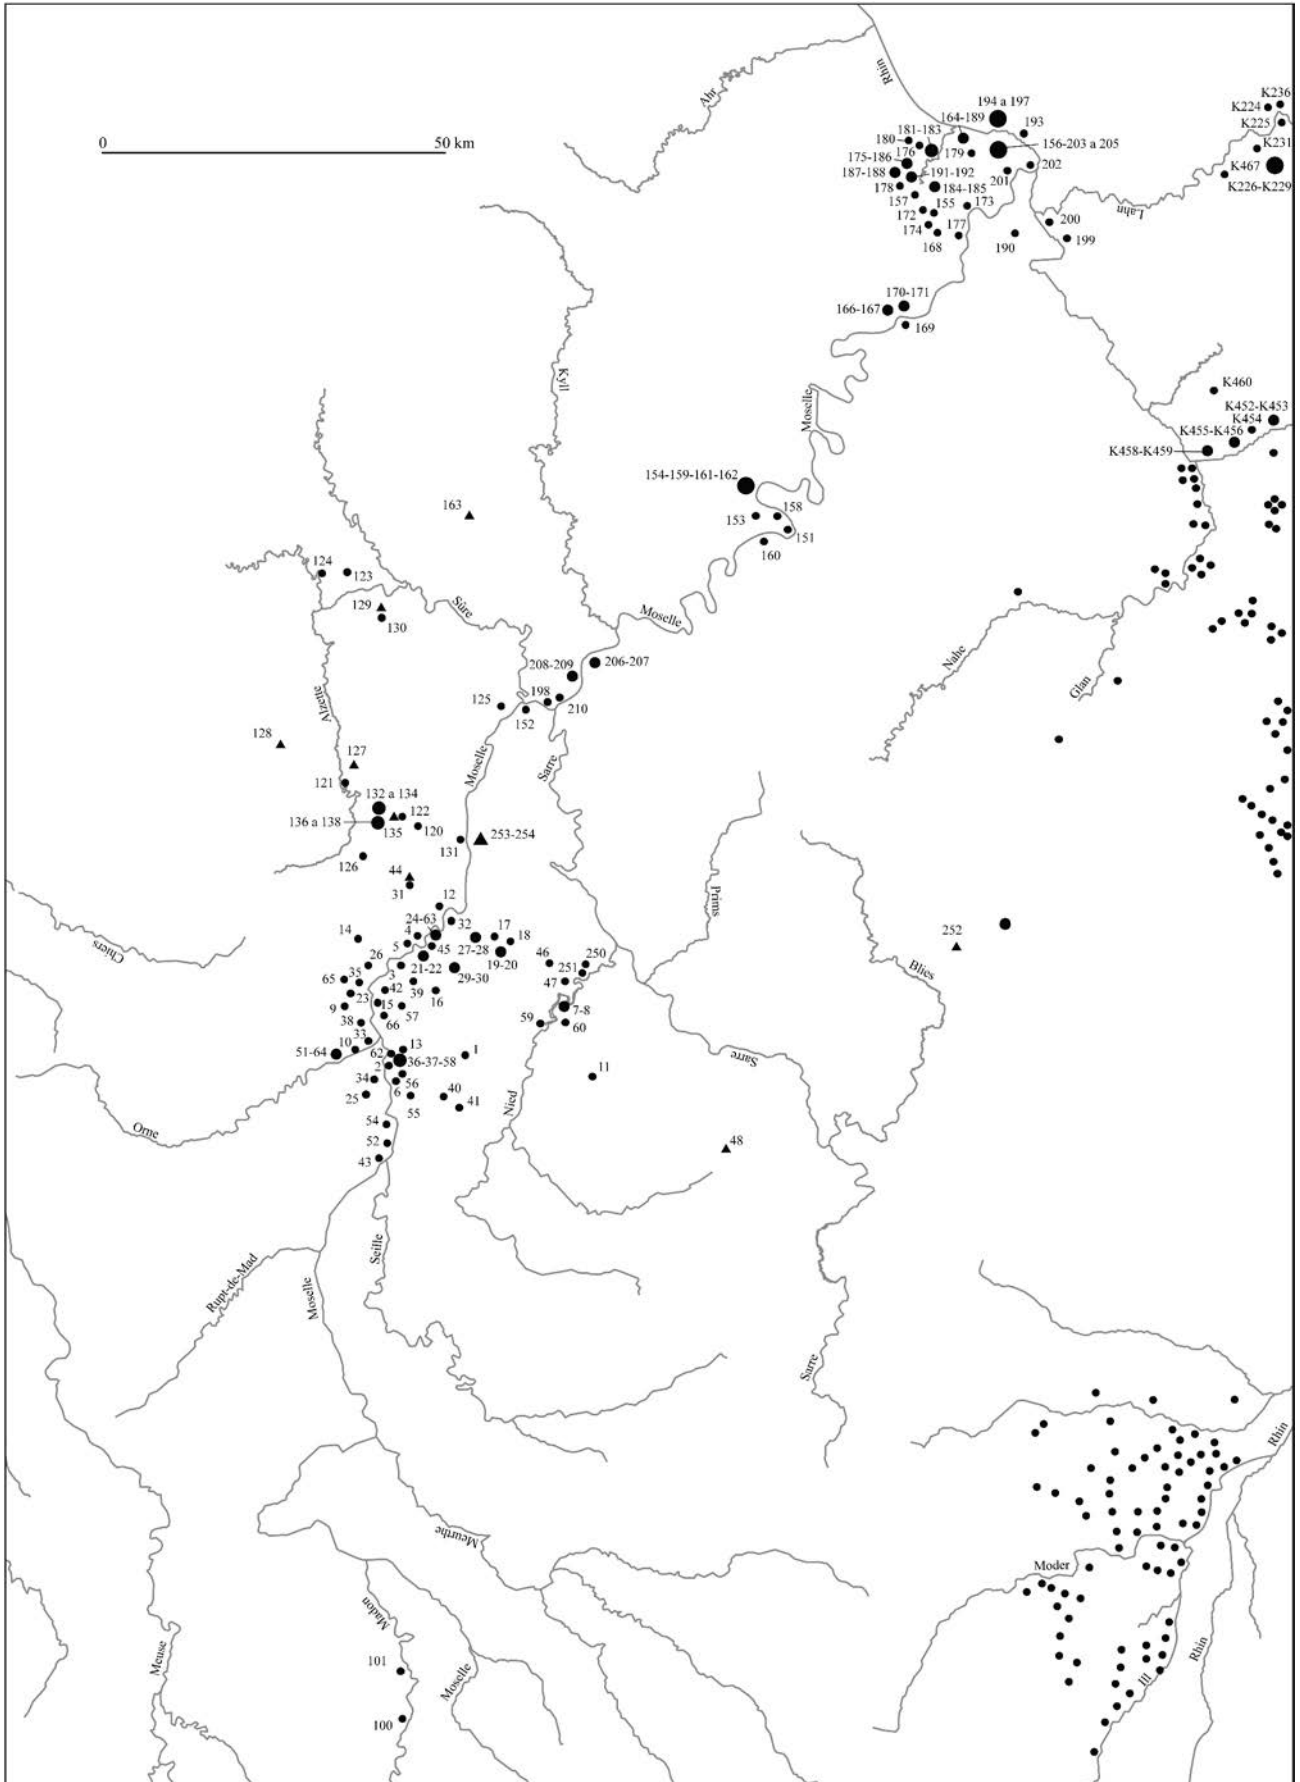 Rhin
Ahr
0 50 km
194 a 197
164-189
193
181-183
180
176
179
156-203 a 205
175-186
187-188
191-192
201
202
178
184-185
157
155
173
172
174
168
177
190
200
199
K236
K224
K225
K231
K467
K226-K229
Lahn
170-171
166-167
169
Kyll
Moselle
K460
K452-K453
K454
K455-K456
K458-K459
154-159-161-162
163
153
158
151
160
124
123
129
130
Sûre
Moselle
Nahe
Glan
208-209
206-207
198
210
125
152
Alzette
128
127
Moselle
Sarre
121
132 a 134
122
136 a 138
135
120
131
253-254
126
44
31
12
Prims
24-63
32
17
14
4
18
5
45
27-28
19-20
Chiers
26
3
21-22
29-30
46
250
251
47
252
Blies
65
35
39
42
16
23
9
15
57
7-8
38
66
59
60
33
10
13
51-64
62
36-37-58
1
2
34
56
11
Sarre
25
6
55
40
41
Nied
Orne
54
52
43
48
Seille
Rupt-de-Mad
Moselle
Sarre
Rhin
Meurthe
Moder
Madon
101
Meuse
Moselle
Ill
Rhin
100